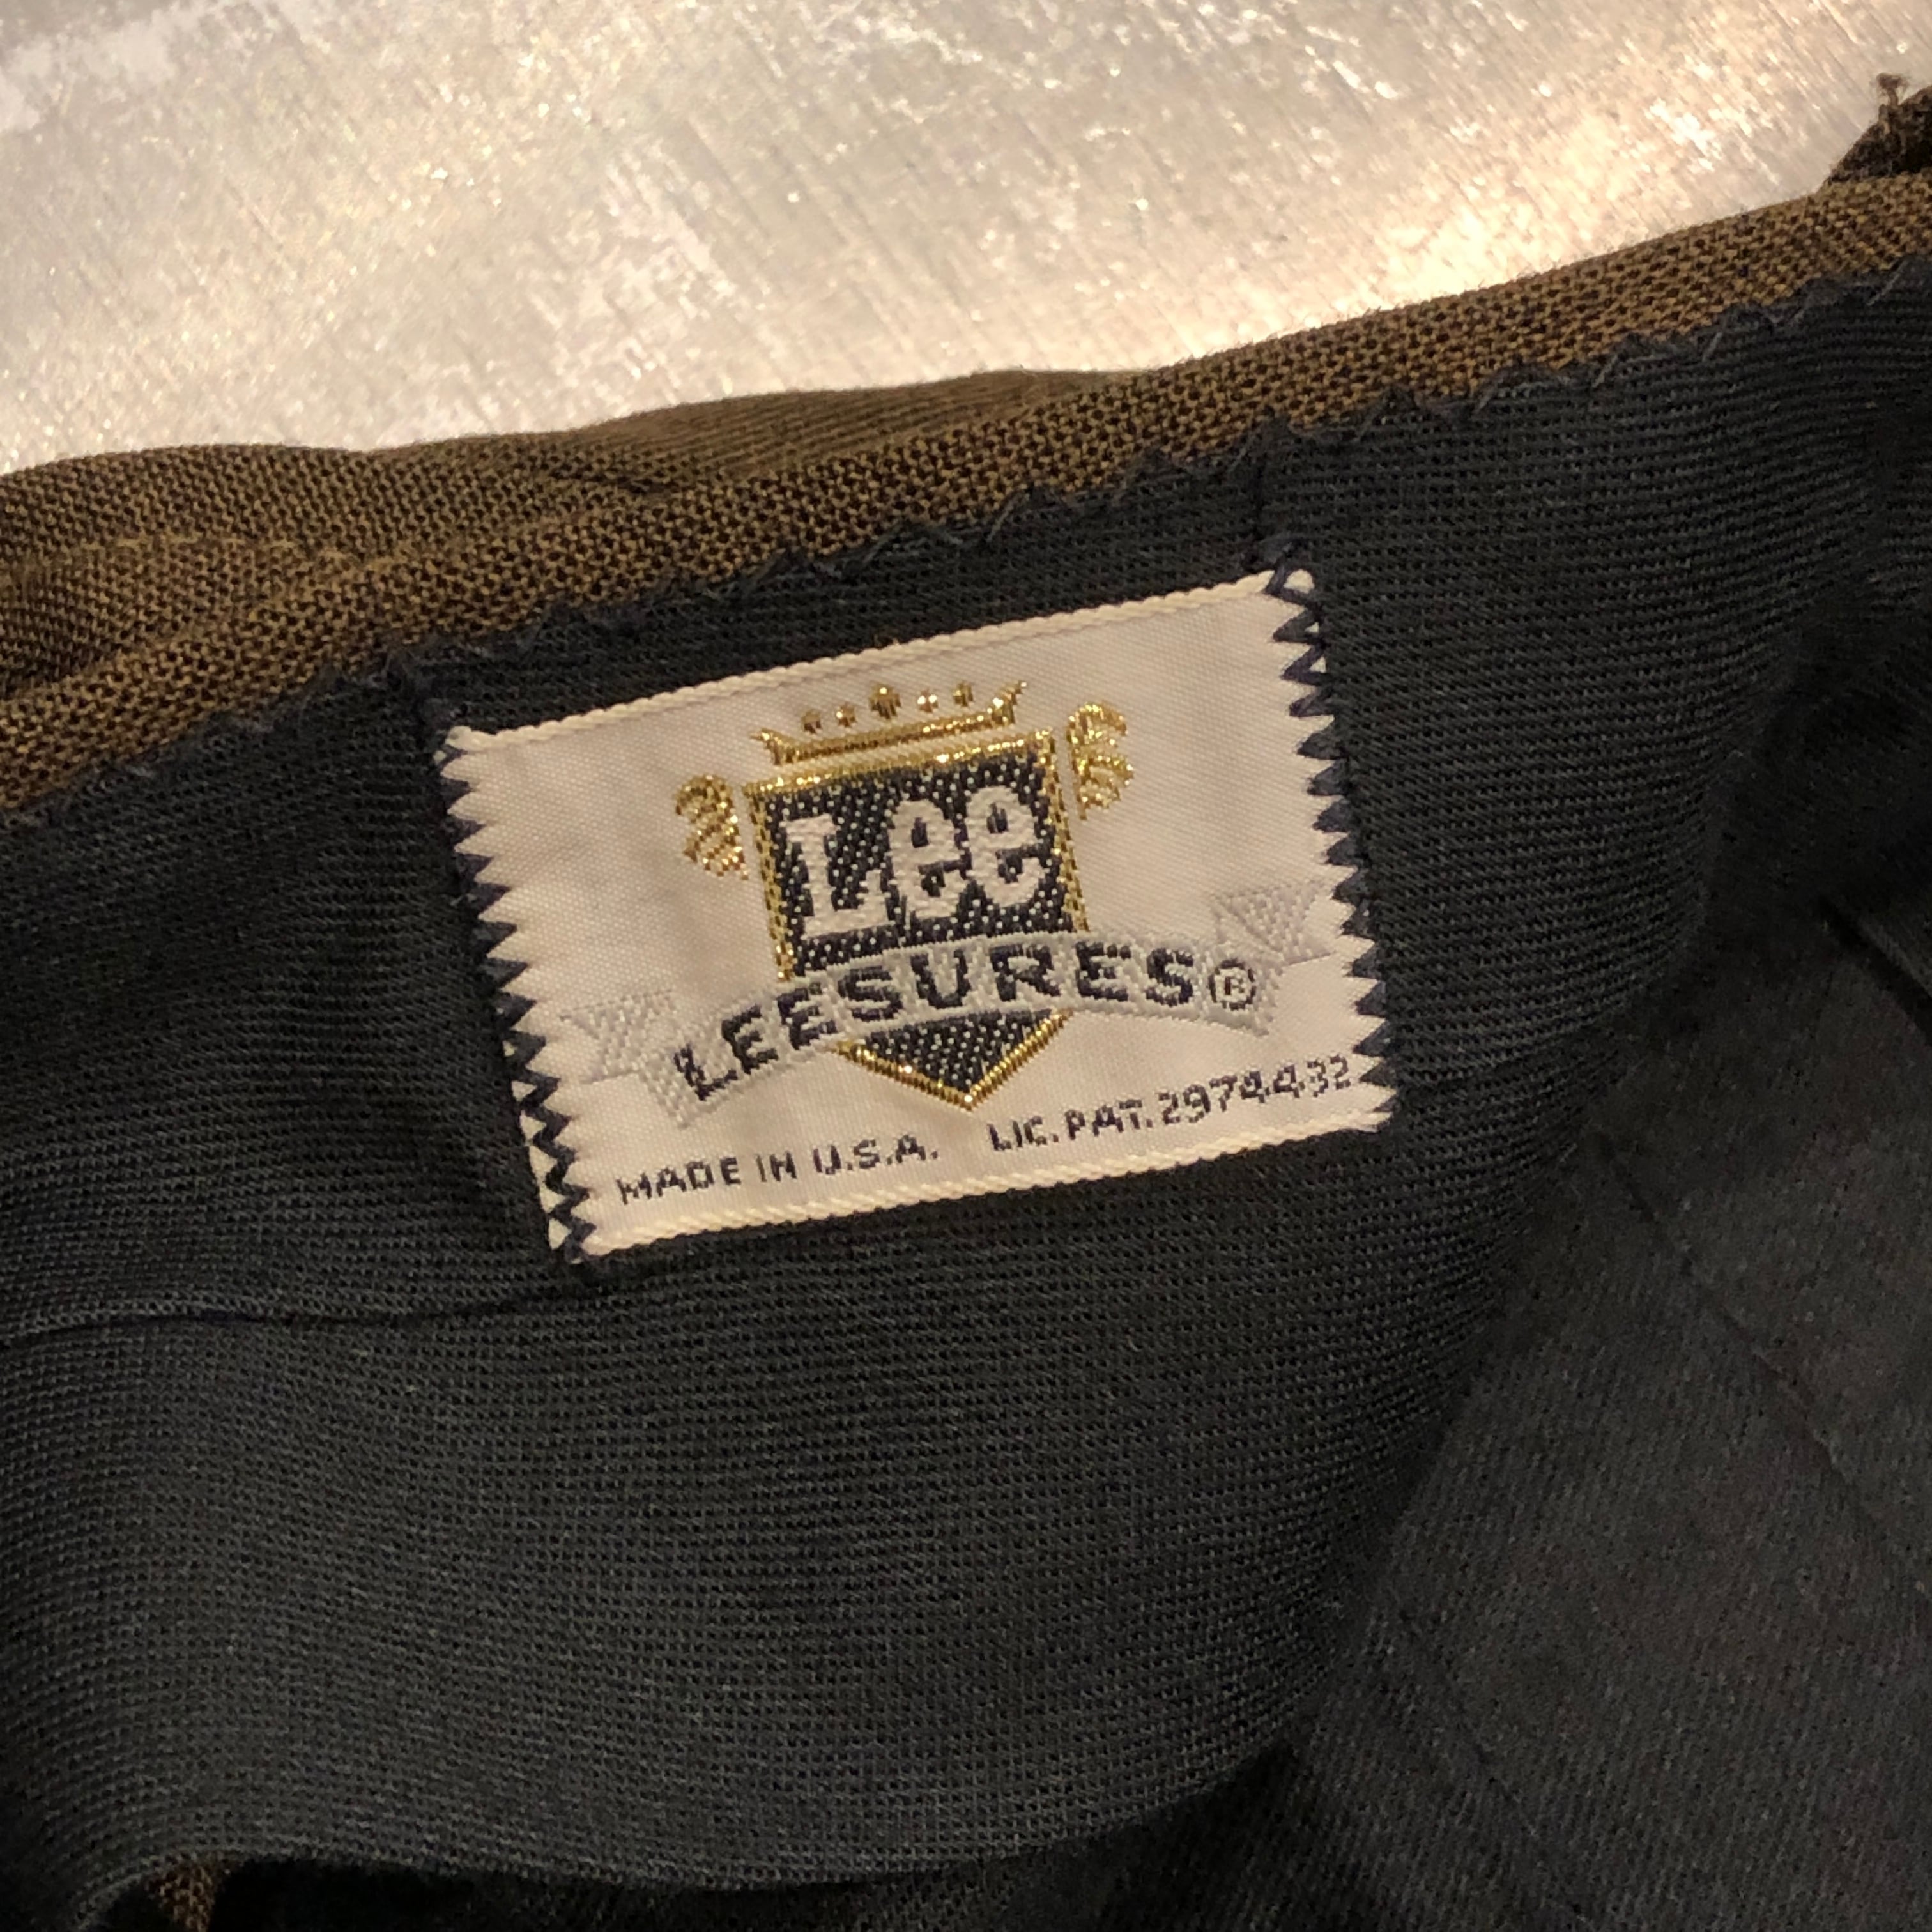 Lee
LEESURES®
MADE IN U.S.A. LIC. PAT. 2974432